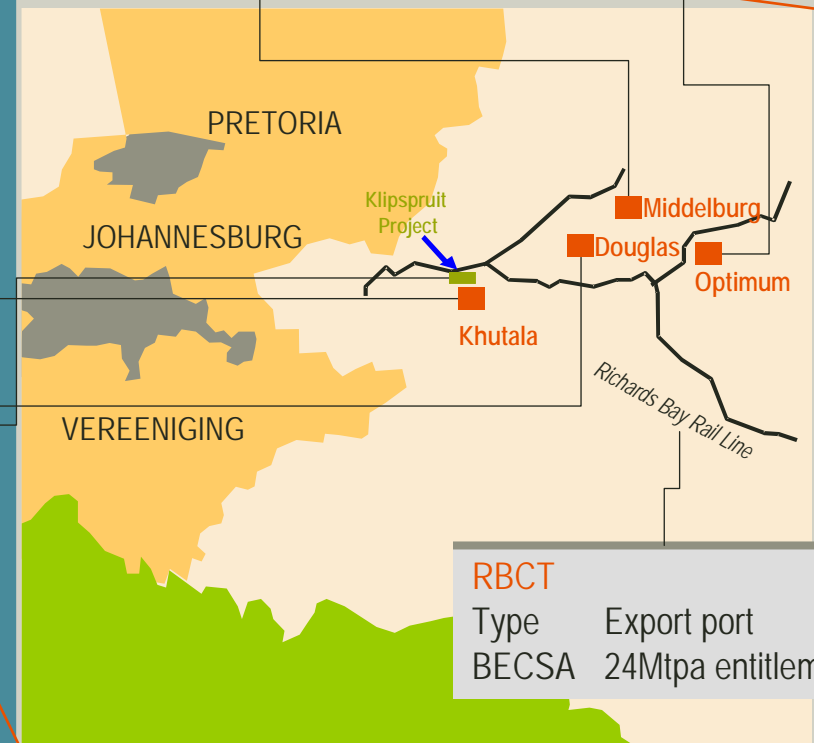 PRETORIA
Klipspruit
Project
Middelburg
JOHANNESBURG
Douglas
Optimum
Khutala
Richards Bay Rail Line
VEREENIGING
RBCT
Type Export port
BECSA 24Mtpa